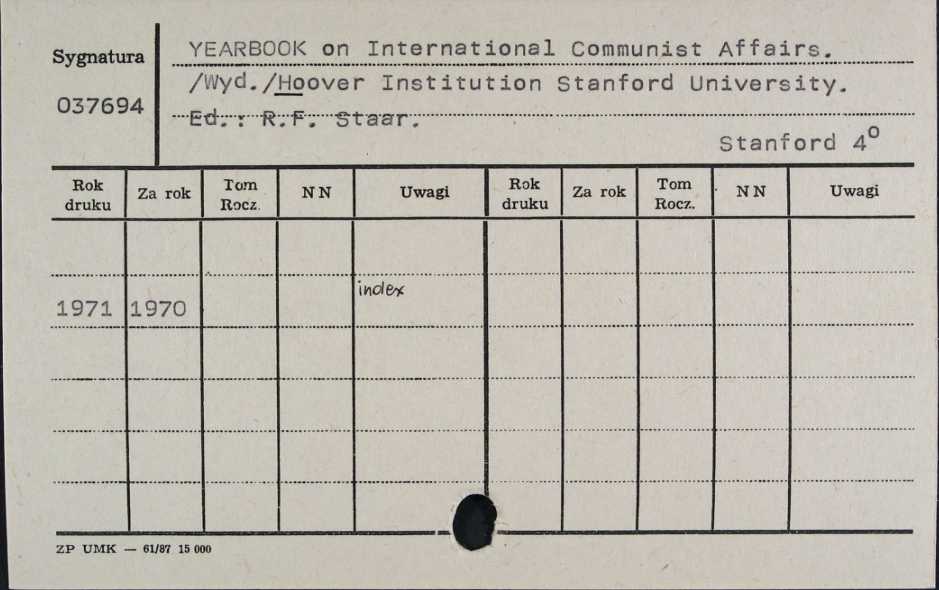 Sygnatura
037694
YEARBOOK on International Communist Affairs.
/Wyd./Hoover Institution Stanford University.
Ed.: R.F. Staar.
Stanford 4º
Rok druku Za rok Tom Rocz. NN Uwagi Rok druku Za rok Tom Rocz. NN Uwagi
1971 1970 index
ZP UMK — 61/87 15 000